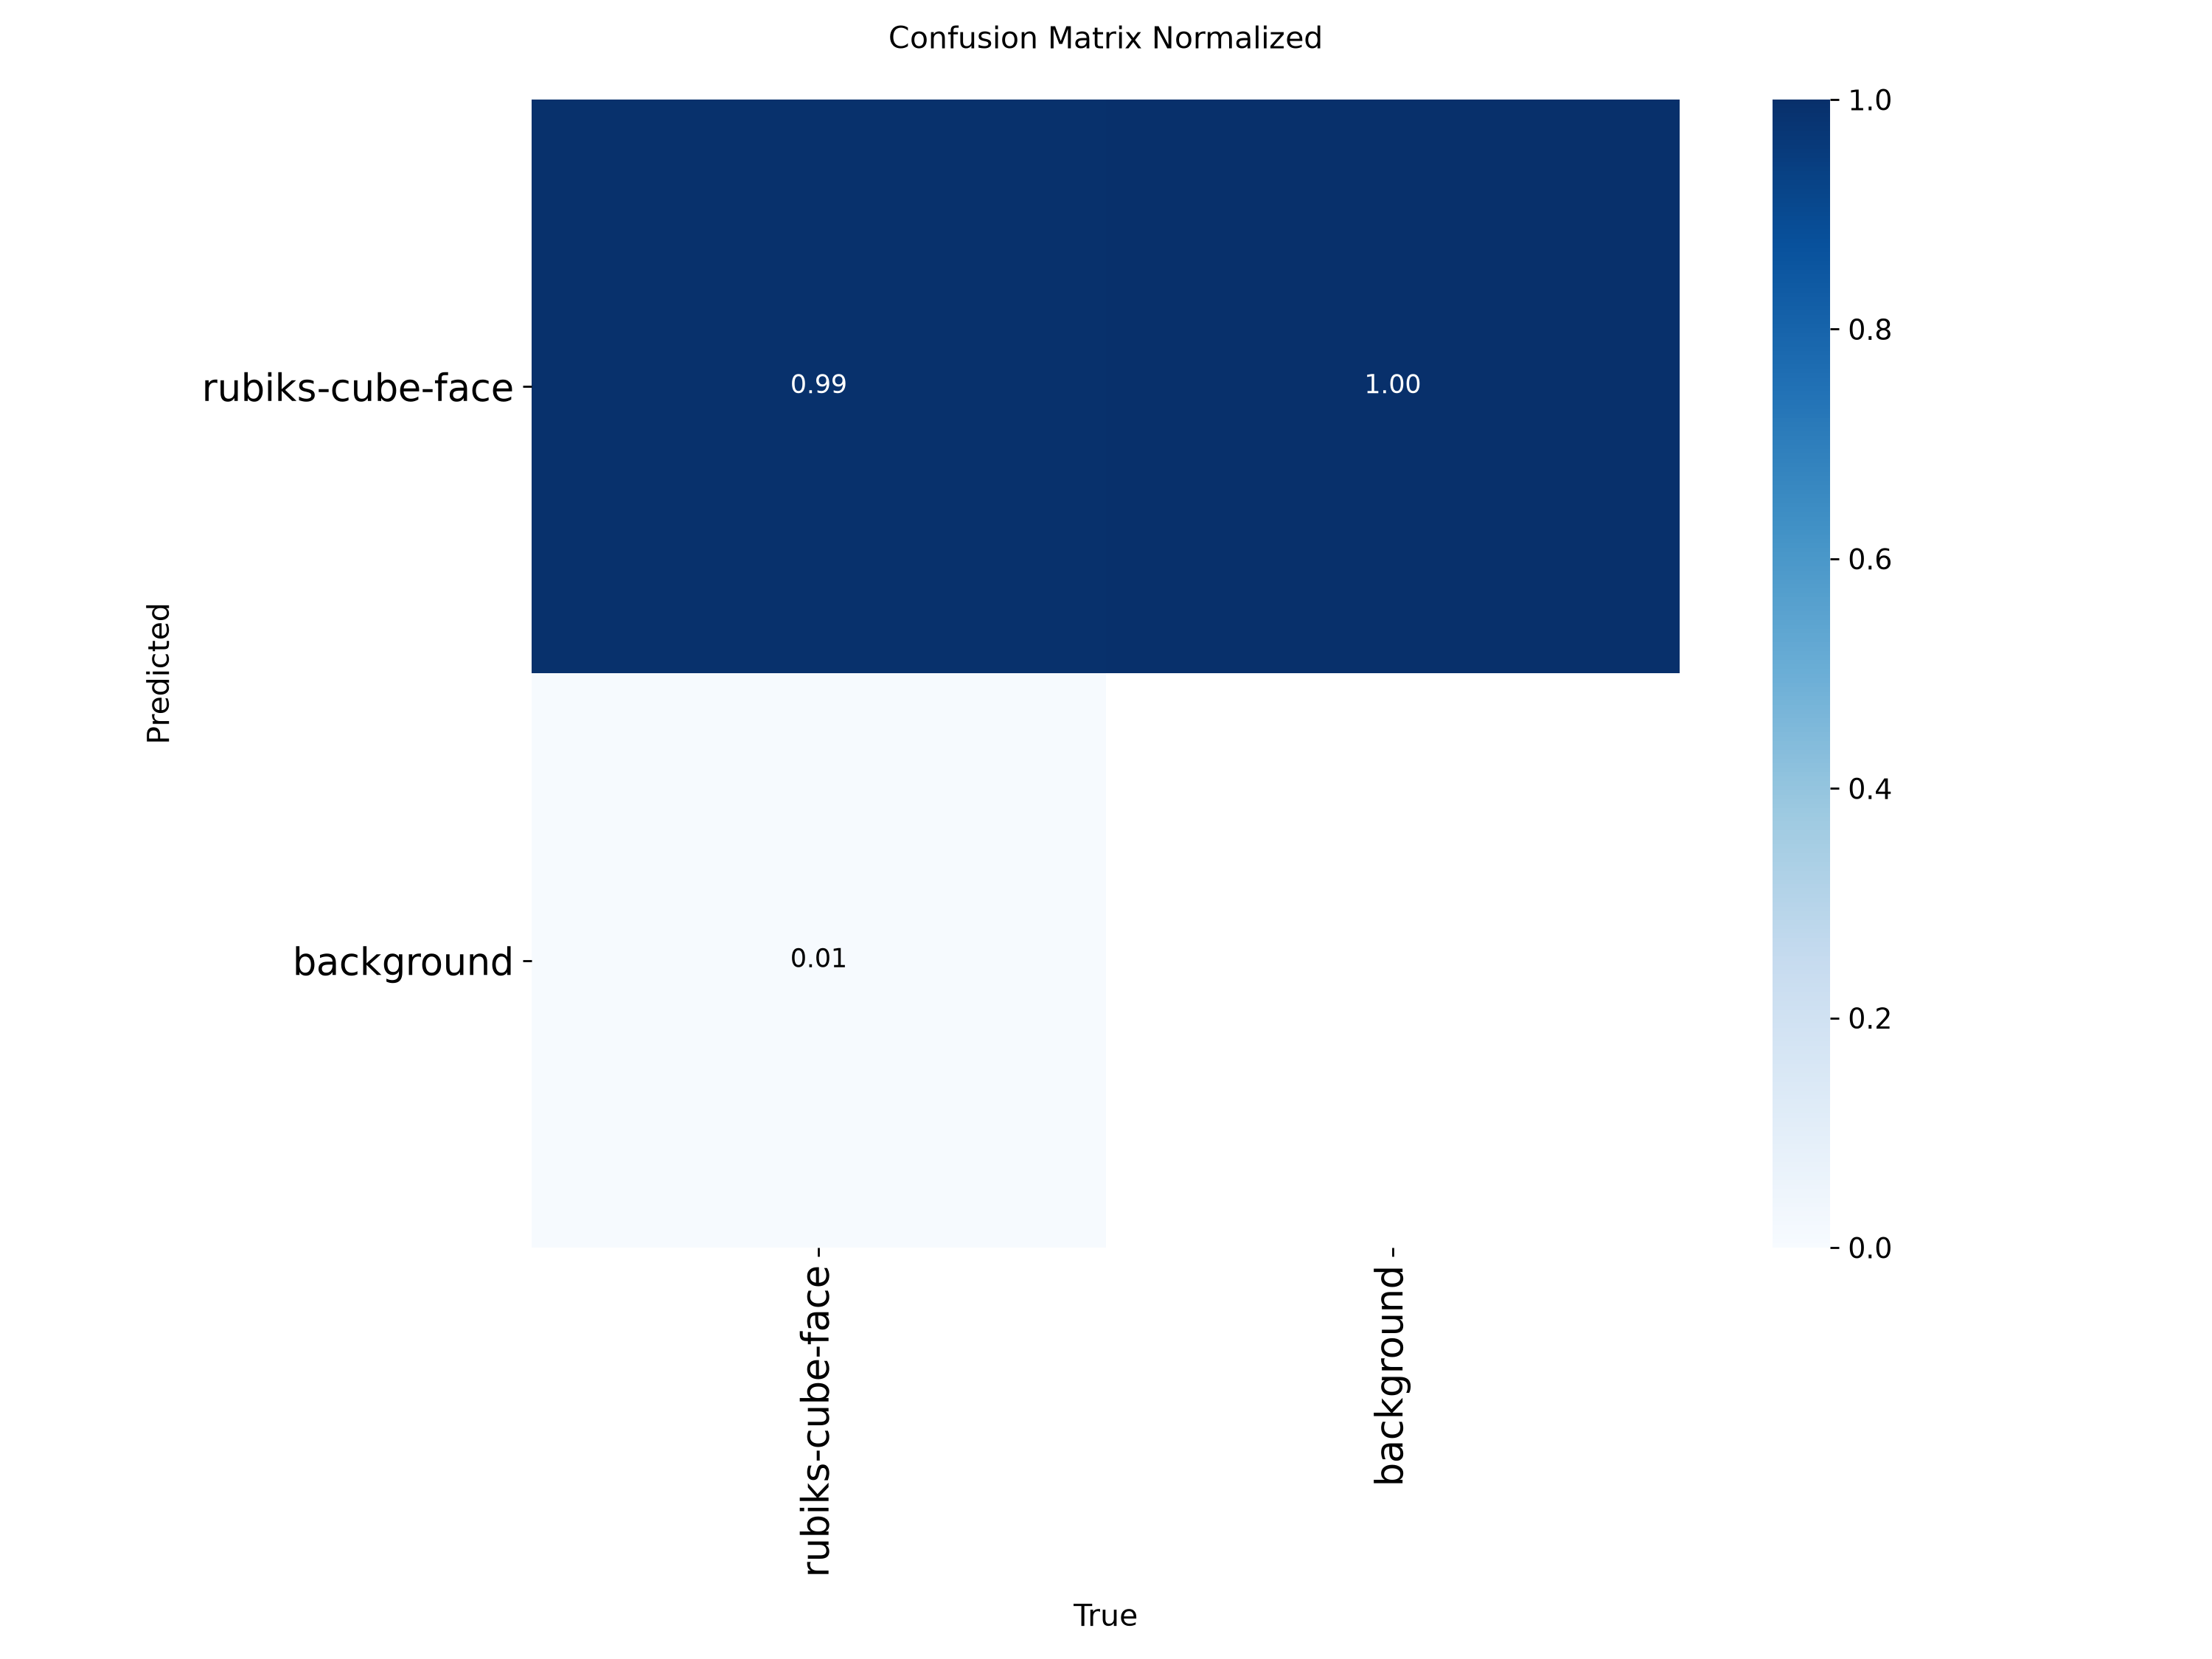 Confusion Matrix Normalized
rubiks-cube-face
0.99
1.00
background
0.01
Predicted
rubiks-cube-face
background
True
1.0
0.8
0.6
0.4
0.2
0.0